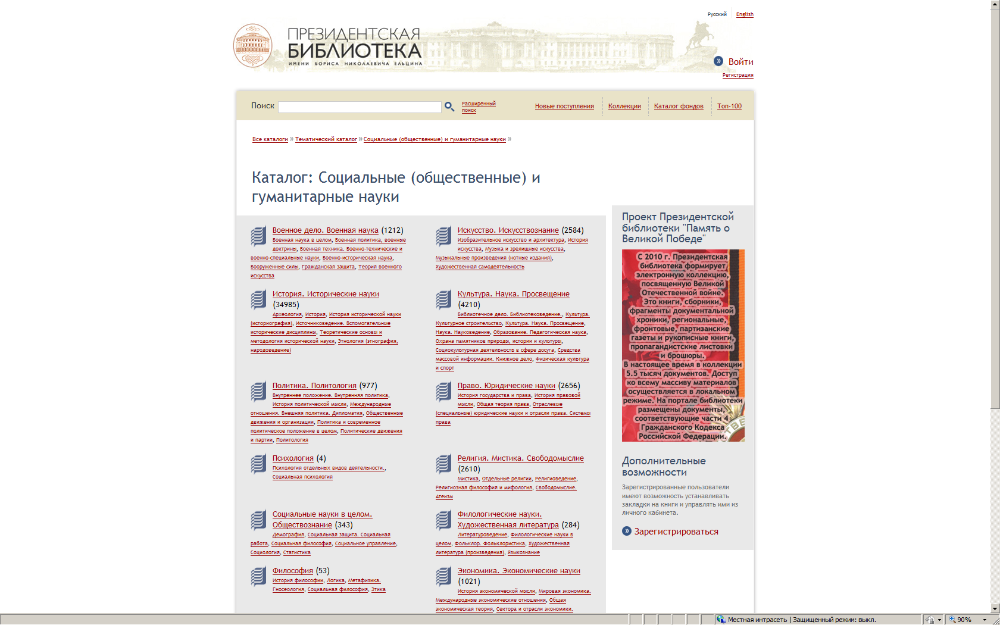 Русский English
ПРЕЗИДЕНТСКАЯ
БИБЛИОТЕКА
ИМЕНИ БОРИСА НИКОЛАЕВИЧА ЕЛЬЦИНА
Войти
Регистрация
Поиск
Расширенный
поиск
Новые поступления Коллекции Каталог фондов Топ-100
Все каталоги » Тематический каталог » Социальные (общественные) и гуманитарные науки »
Каталог: Социальные (общественные) и
гуманитарные науки
Военное дело. Военная наука (1212)
Военная наука в целом, Военная политика, военные
доктрины, Военная техника. Военно-технические и
военно-специальные науки, Военно-историческая наука,
Вооруженные силы, Гражданская защита, Теория военного
искусства
Искусство. Искусствознание (2584)
Изобразительное искусство и архитектура, История
искусства, Музыка и зрелищные искусства,
Музыкальные произведения (нотные издания),
Художественная самодеятельность
История. Исторические науки
(34985)
Археология, История, История исторической науки
(историография), Источниковедение. Вспомогательные
исторические дисциплины, Теоретические основы и
методология исторической науки, Этнология (этнография,
народоведение)
Культура. Наука. Просвещение
(4210)
Библиотечное дело. Библиотековедение., Культура.
Культурное строительство, Культура. Наука. Просвещение,
Наука. Науковедение, Образование. Педагогическая наука,
Охрана памятников природы, истории и культуры,
Социокультурная деятельность в сфере досуга, Средства
массовой информации. Книжное дело, Физическая культура
и спорт
Политика. Политология (977)
Внутреннее положение. Внутренняя политика,
История политической мысли, Международные
отношения. Внешняя политика. Дипломатия, Общественные
движения и организации, Политика и современное
политическое положение в целом, Политические движения
и партии, Политология
Право. Юридические науки (2656)
История государства и права, История правовой
мысли, Общая теория права, Отраслевые
(специальные) юридические науки и отрасли права. Системы
права
Психология (4)
Психология отдельных видов деятельности.,
Социальная психология
Религия. Мистика. Свободомыслие
(2610)
Мистика, Отдельные религии, Религиоведение,
Религиозная философия и мифология, Свободомыслие.
Атеизм
Социальные науки в целом.
Обществознание (343)
Демография, Социальная защита. Социальная
работа, Социальная философия, Социальное управление,
Социология, Статистика
Филологические науки.
Художественная литература (284)
Литературоведение, Филологические науки в
целом, Фольклор. Фольклористика, Художественная
литература (произведения), Языкознание
Философия (53)
История философии, Логика, Метафизика.
Гносеология, Социальная философия, Этика
Экономика. Экономические науки
(1021)
История экономической мысли, Мировая экономика.
Международные экономические отношения, Общая
экономическая теория, Сектора и отрасли экономики.
Проект Президентской
библиотеки "Память о
Великой Победе"
С 2010 г. Президентская
библиотека формирует
электронную коллекцию,
посвященную Великой
Отечественной войне.
Это книги, сборники,
фрагменты документальной
хроники, региональные,
фронтовые, партизанские
газеты и рукописные книги,
пропагандистские листовки
и брошюры.
В настоящее время в коллекции
5.5 тысяч документов. Доступ
ко всему массиву материалов
осуществляется в локальном
режиме. На портале библиотеки
размещены документы,
соответствующие части 4
Гражданского Кодекса
Российской Федерации.
Дополнительные
возможности
Зарегистрированные пользователи
имеют возможность устанавливать
закладки на книги и управлять ими из
личного кабинета.
Зарегистрироваться
Местная интрасеть | Защищенный режим: выкл.
90%